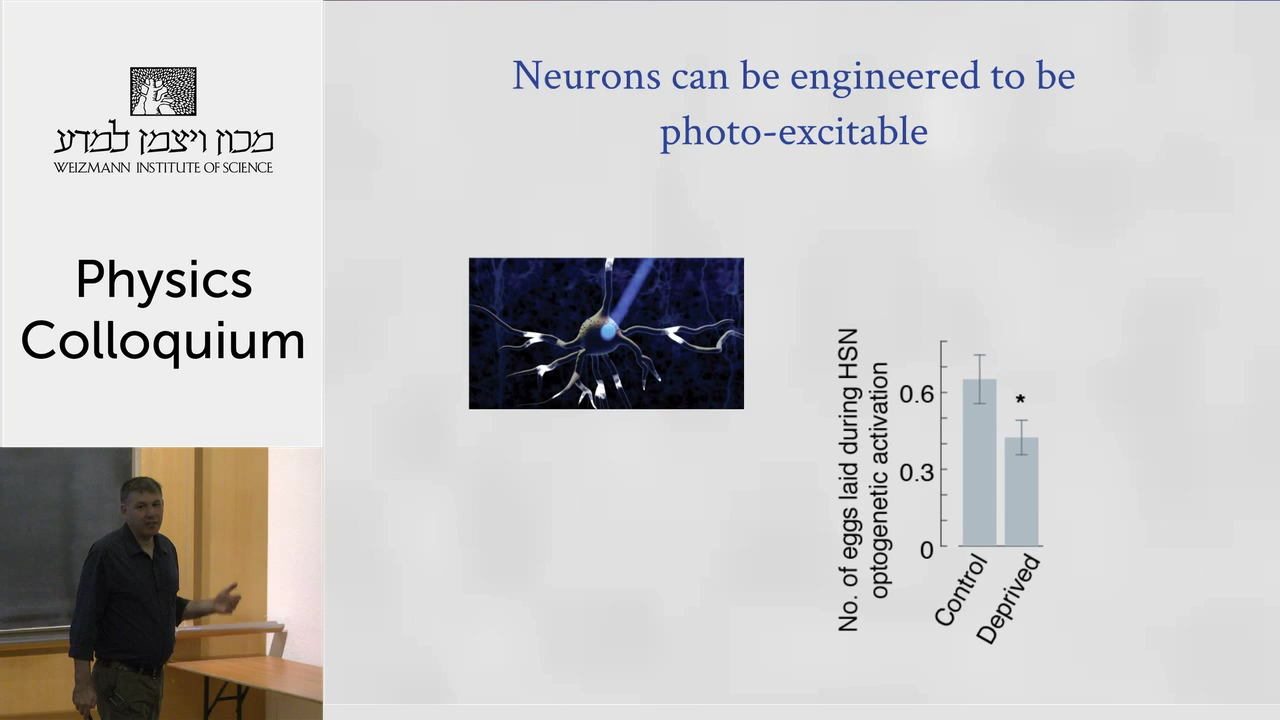 מכון ויצמן למדע
WEIZMANN INSTITUTE OF SCIENCE
Physics
Colloquium
Neurons can be engineered to be
photo-excitable
No. of eggs laid during HSN
optogenetic activation
0.6
0.3
0
*
Control
Deprived